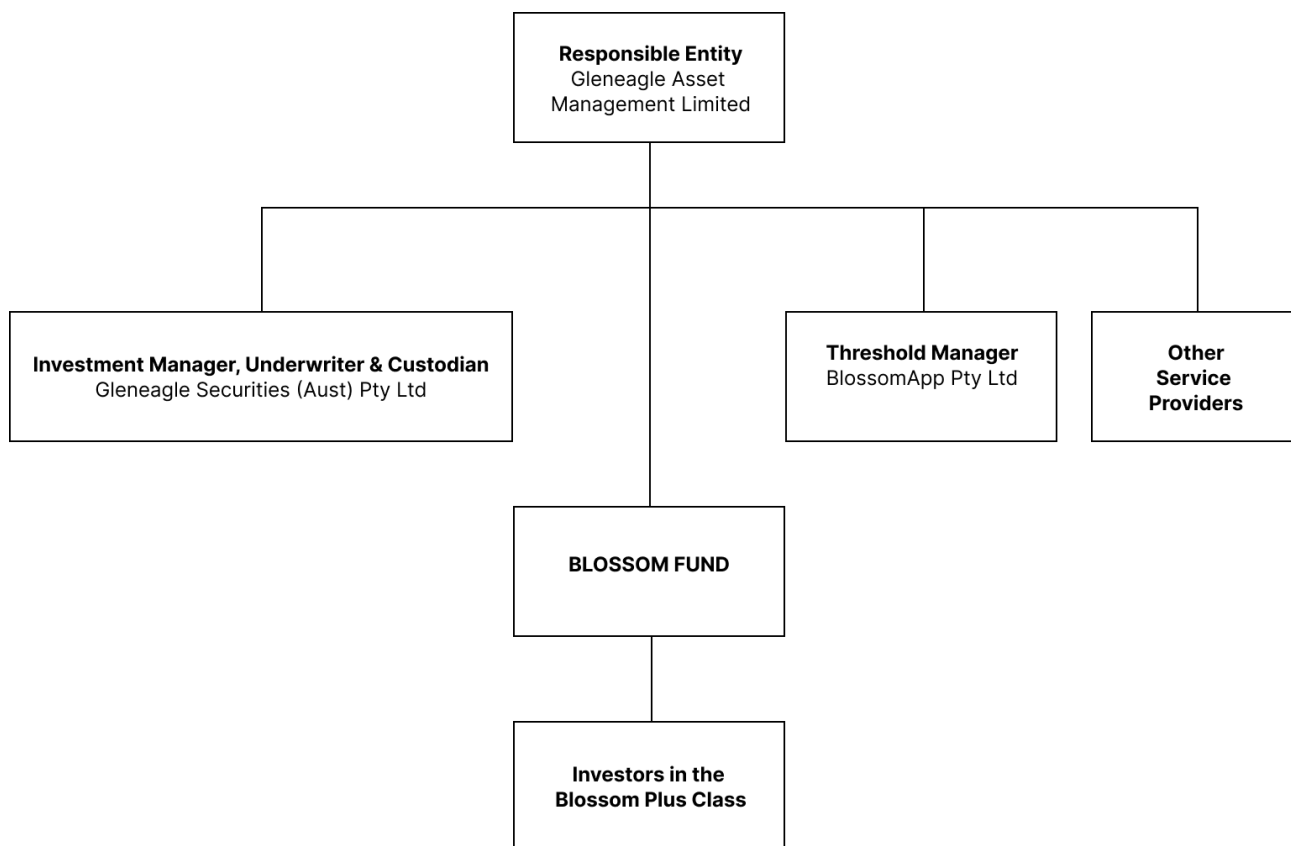 Responsible Entity
Gleneagle Asset
Management Limited
Investment Manager, Underwriter & Custodian
Gleneagle Securities (Aust) Pty Ltd
Threshold Manager
BlossomApp Pty Ltd
Other
Service
Providers
BLOSSOM FUND
Investors in the
Blossom Plus Class